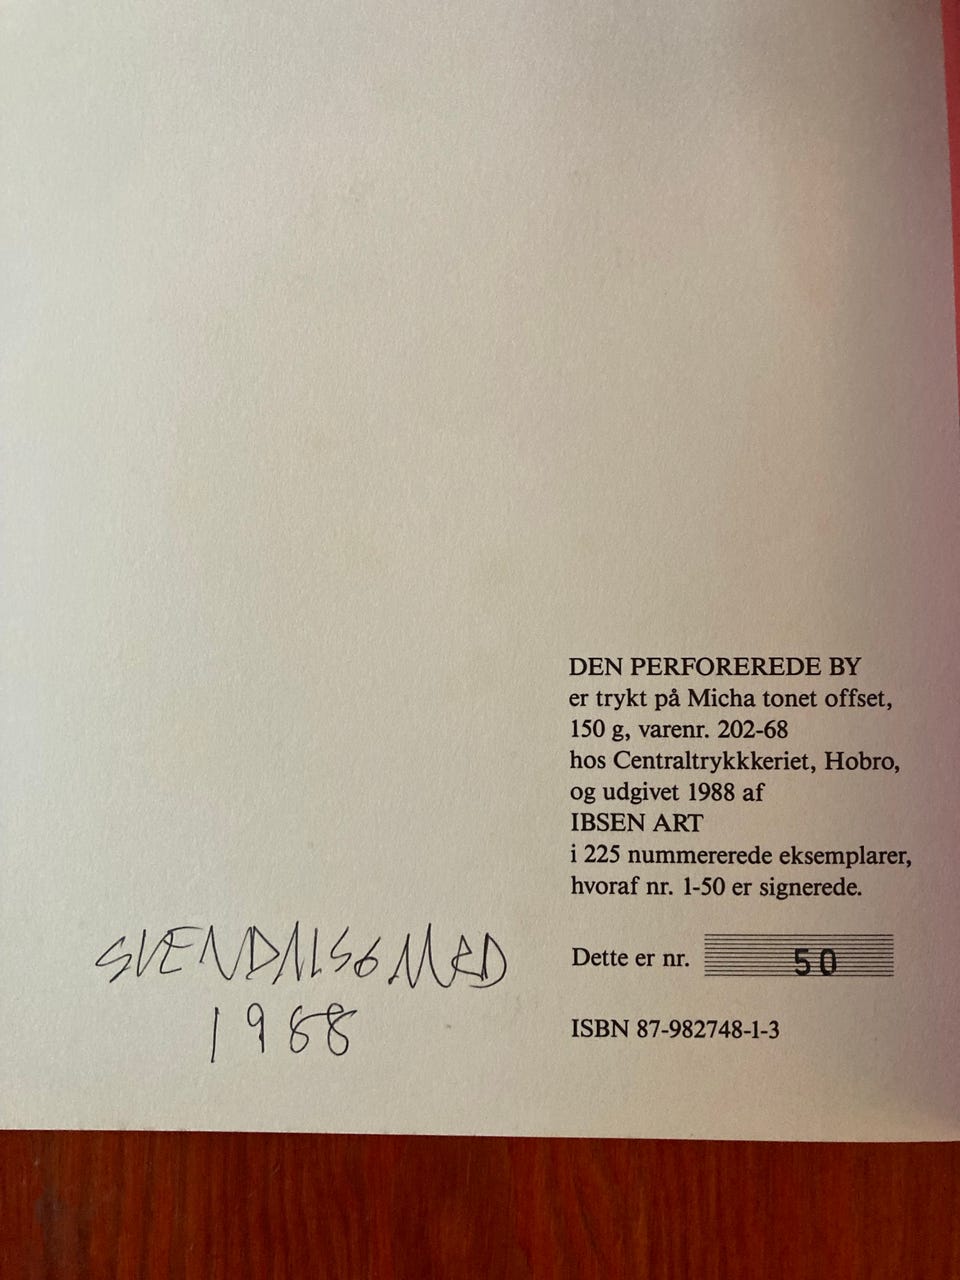 DEN PERFOREREDE BY
er trykt på Micha tonet offset,
150 g, varenr. 202-68
hos Centraltrykkkeriet, Hobro,
og udgivet 1988 af
IBSEN ART
i 225 nummererede eksemplarer,
hvoraf nr. 1-50 er signerede.
SVENDALSGAARD
1988
Dette er nr. 50
ISBN 87-982748-1-3